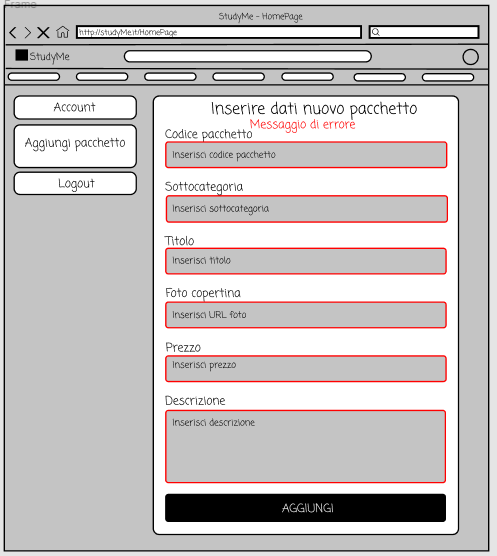 Frame
StudyMe - HomePage
http://studyMe.it/HomePage
StudyMe
Account
Aggiungi pacchetto
Logout
Inserire dati nuovo pacchetto
Messaggio di errore
Codice pacchetto
Inserisci codice pacchetto
Sottocategoria
Inserisci sottocategoria
Titolo
Inserisci titolo
Foto copertina
Inserisci URL foto
Prezzo
Inserisci prezzo
Descrizione
Inserisci descrizione
AGGIUNGI